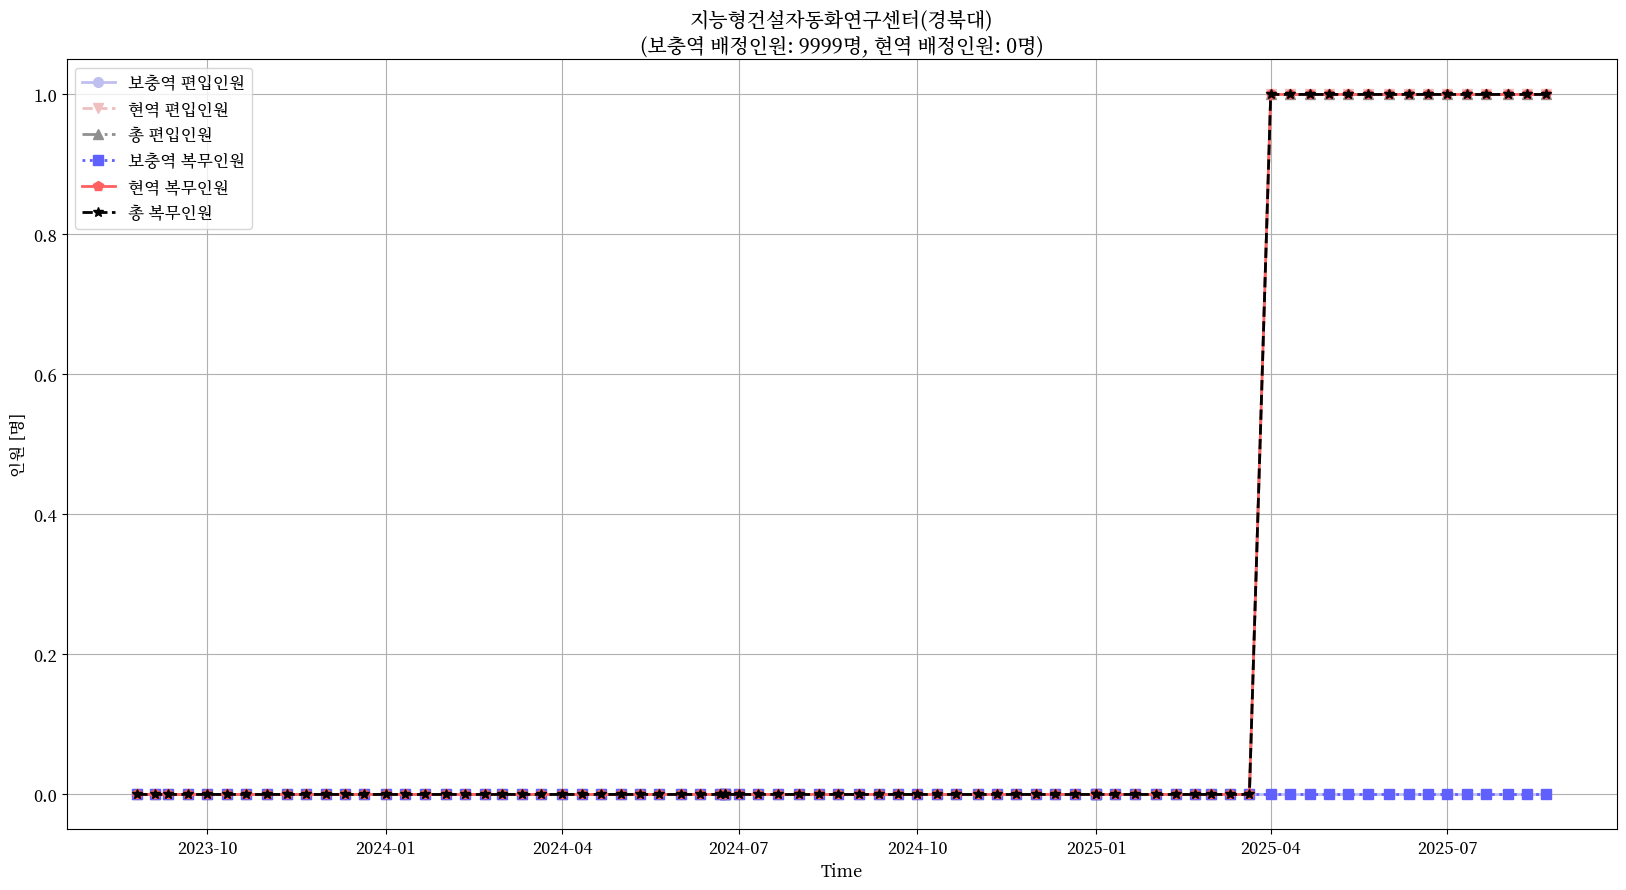 지능형건설자동화연구센터(경북대)
(보충역 배정인원: 9999명, 현역 배정인원: 0명)
보충역 편입인원
현역 편입인원
총 편입인원
보충역 복무인원
현역 복무인원
총 복무인원
인원 [명]
1.0
0.8
0.6
0.4
0.2
0.0
2023-10
2024-01
2024-04
2024-07
2024-10
2025-01
2025-04
2025-07
Time